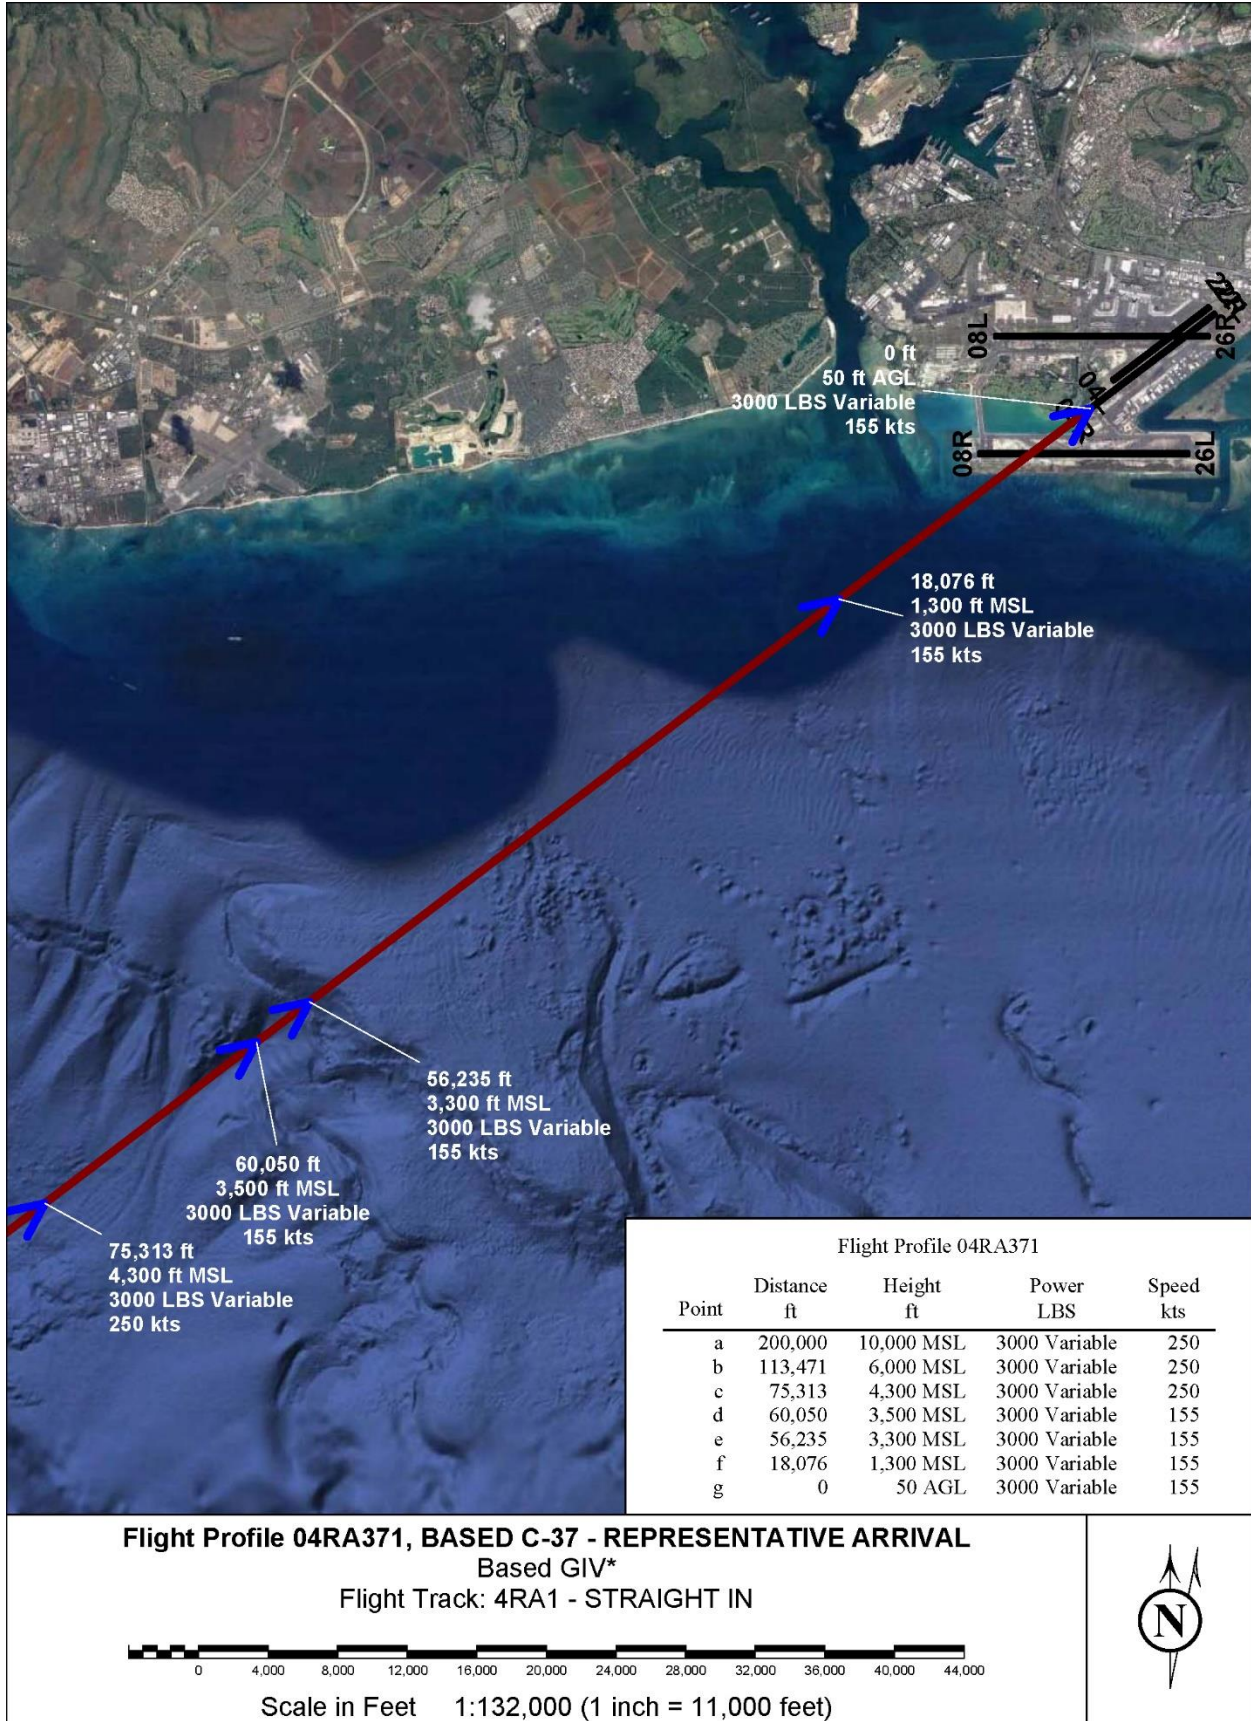 08L
26R
22R
04L
08R
26L
0 ft
50 ft AGL
3000 LBS Variable
155 kts
18,076 ft
1,300 ft MSL
3000 LBS Variable
155 kts
56,235 ft
3,300 ft MSL
3000 LBS Variable
155 kts
60,050 ft
3,500 ft MSL
3000 LBS Variable
155 kts
75,313 ft
4,300 ft MSL
3000 LBS Variable
250 kts
Flight Profile 04RA371
Distance Height Power Speed
Point ft ft LBS kts
a 200,000 10,000 MSL 3000 Variable 250
b 113,471 6,000 MSL 3000 Variable 250
c 75,313 4,300 MSL 3000 Variable 250
d 60,050 3,500 MSL 3000 Variable 155
e 56,235 3,300 MSL 3000 Variable 155
f 18,076 1,300 MSL 3000 Variable 155
g 0 50 AGL 3000 Variable 155
Flight Profile 04RA371, BASED C-37 - REPRESENTATIVE ARRIVAL
Based GIV*
Flight Track: 4RA1 - STRAIGHT IN
0 4,000 8,000 12,000 16,000 20,000 24,000 28,000 32,000 36,000 40,000 44,000
Scale in Feet 1:132,000 (1 inch = 11,000 feet)
N